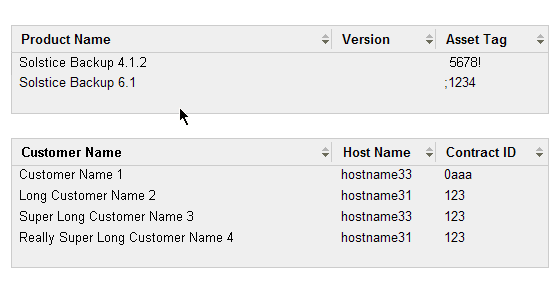 Product Name Version Asset Tag
Solstice Backup 4.1.2 5678!
Solstice Backup 6.1 ;1234
Customer Name Host Name Contract ID
Customer Name 1 hostname33 0aaa
Long Customer Name 2 hostname31 123
Super Long Customer Name 3 hostname33 123
Really Super Long Customer Name 4 hostname31 123